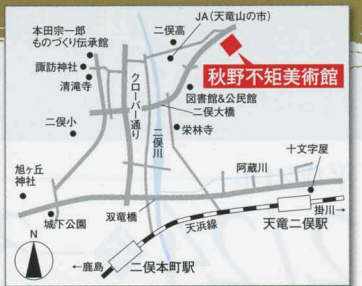 JA(天竜山の市)
本田宗一郎
ものづくり伝承館
二俣高
諏訪神社
清滝寺
秋野不矩美術館
クローバー通り
図書館&公民館
二俣大橋
二俣小
二俣川
栄林寺
十文字屋
旭ヶ丘
神社
阿蔵川
双竜橋
城下公園
天浜線
天竜二俣駅
掛川→
N
←鹿島
二俣本町駅